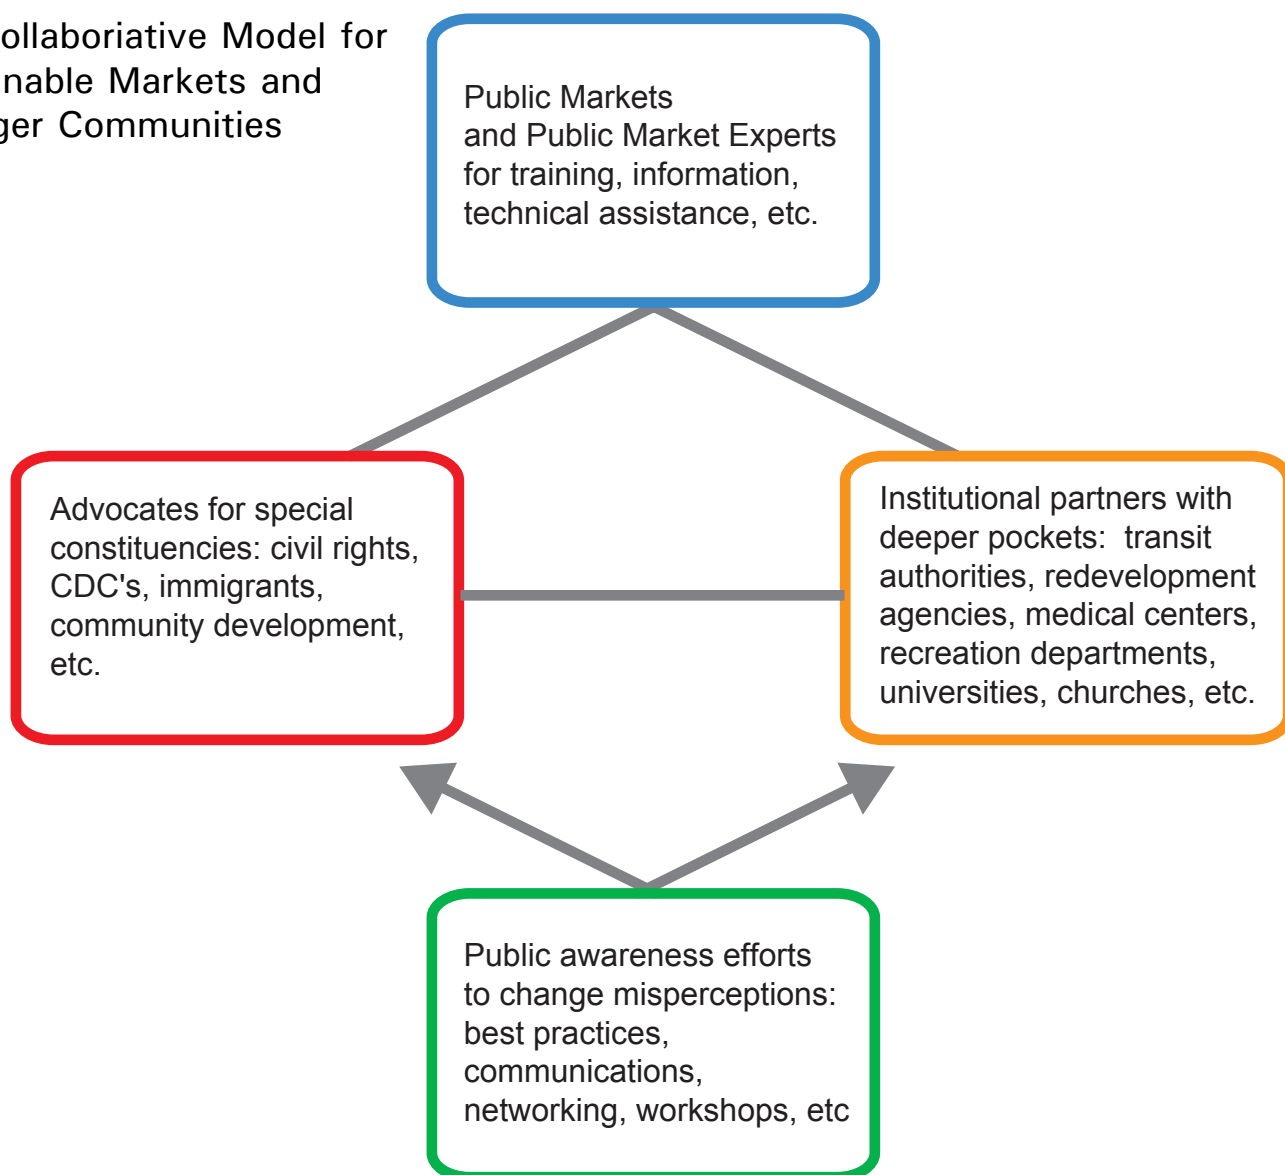 ollaboriative Model for
nable Markets and
ger Communities
Public Markets
and Public Market Experts
for training, information,
technical assistance, etc.
Advocates for special
constituencies: civil rights,
CDC's, immigrants,
community development,
etc.
Institutional partners with
deeper pockets:  transit
authorities, redevelopment
agencies, medical centers,
recreation departments,
universities, churches, etc.
Public awareness efforts
to change misperceptions:
best practices,
communications,
networking, workshops, etc